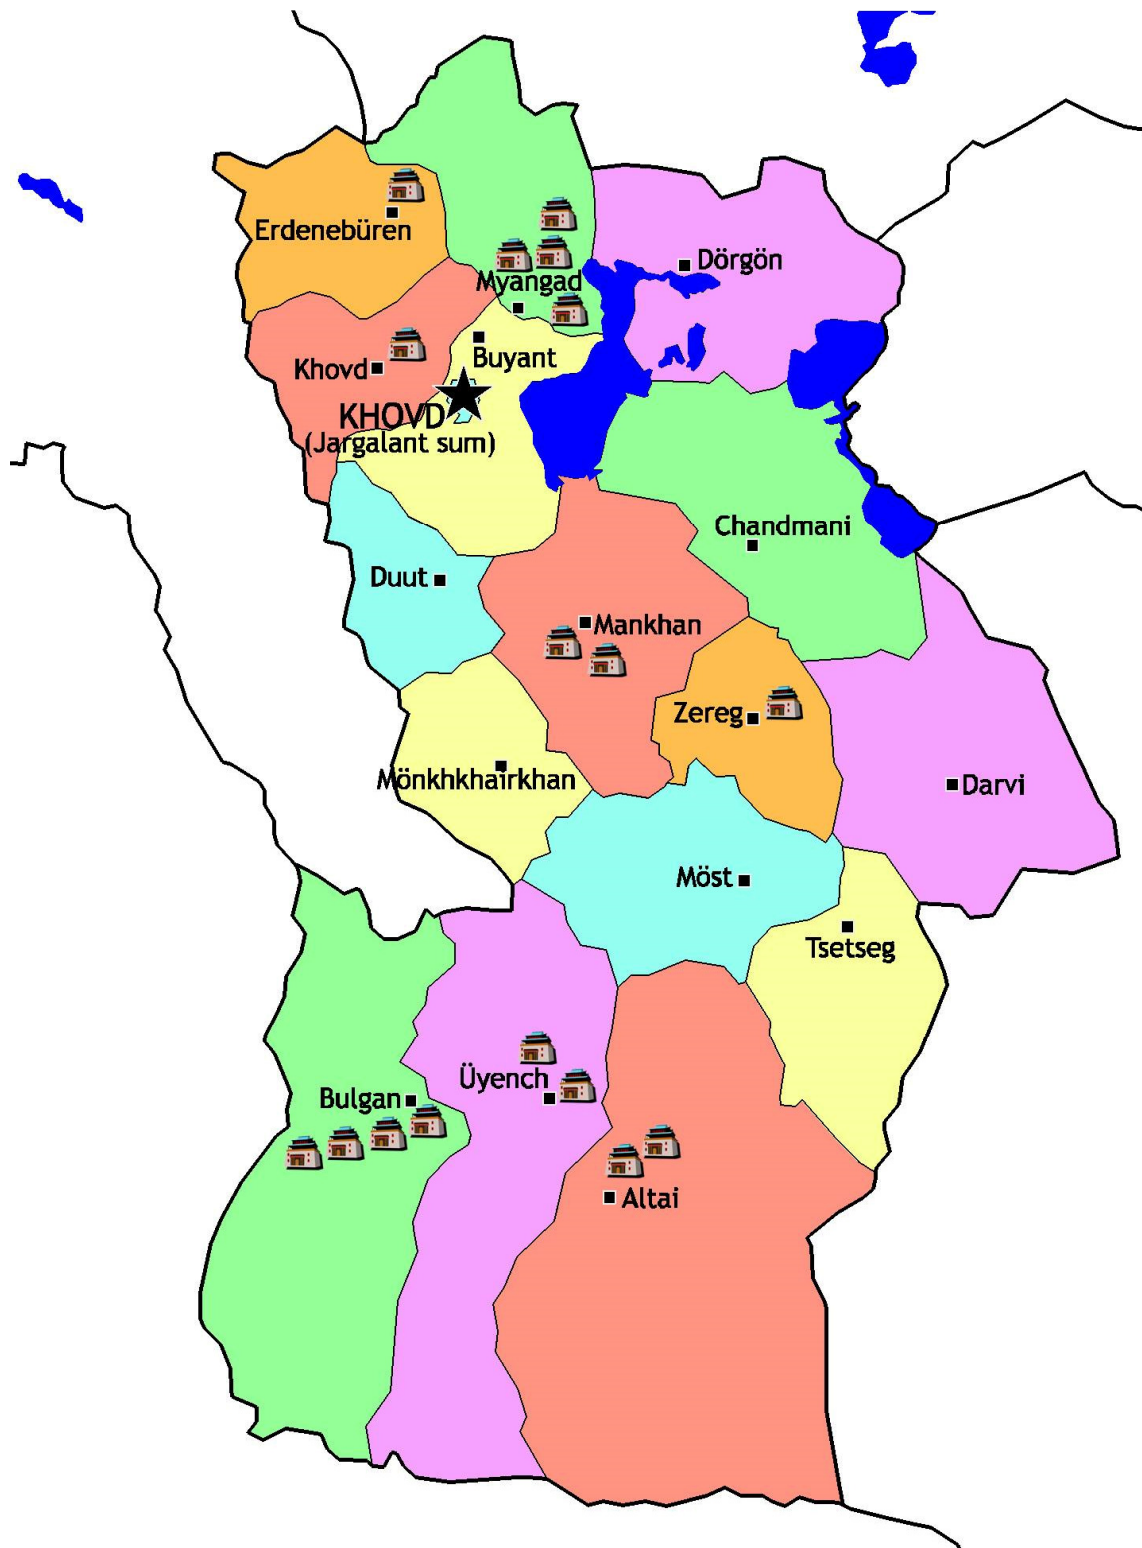 Erdenebüren
Dörgön
Myangad
Buyant
Khovd
KHOVD
(Jargalant sum)
Chandmani
Duut
Mankhan
Zereg
Mönkhkhairkhan
Darvi
Möst
Tsetseg
Üyench
Bulgan
Altai